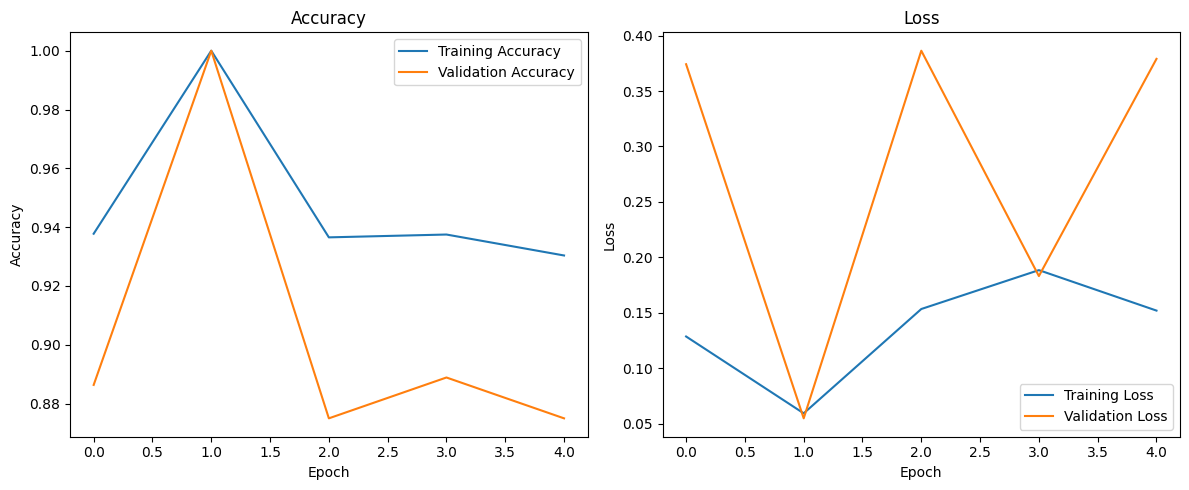 Accuracy
1.00
0.98
0.96
0.94
0.92
0.90
0.88
Accuracy
Training Accuracy
Validation Accuracy
0.0 0.5 1.0 1.5 2.0 2.5 3.0 3.5 4.0
Epoch
Loss
0.40
0.35
0.30
0.25
0.20
0.15
0.10
0.05
Loss
Training Loss
Validation Loss
0.0 0.5 1.0 1.5 2.0 2.5 3.0 3.5 4.0
Epoch